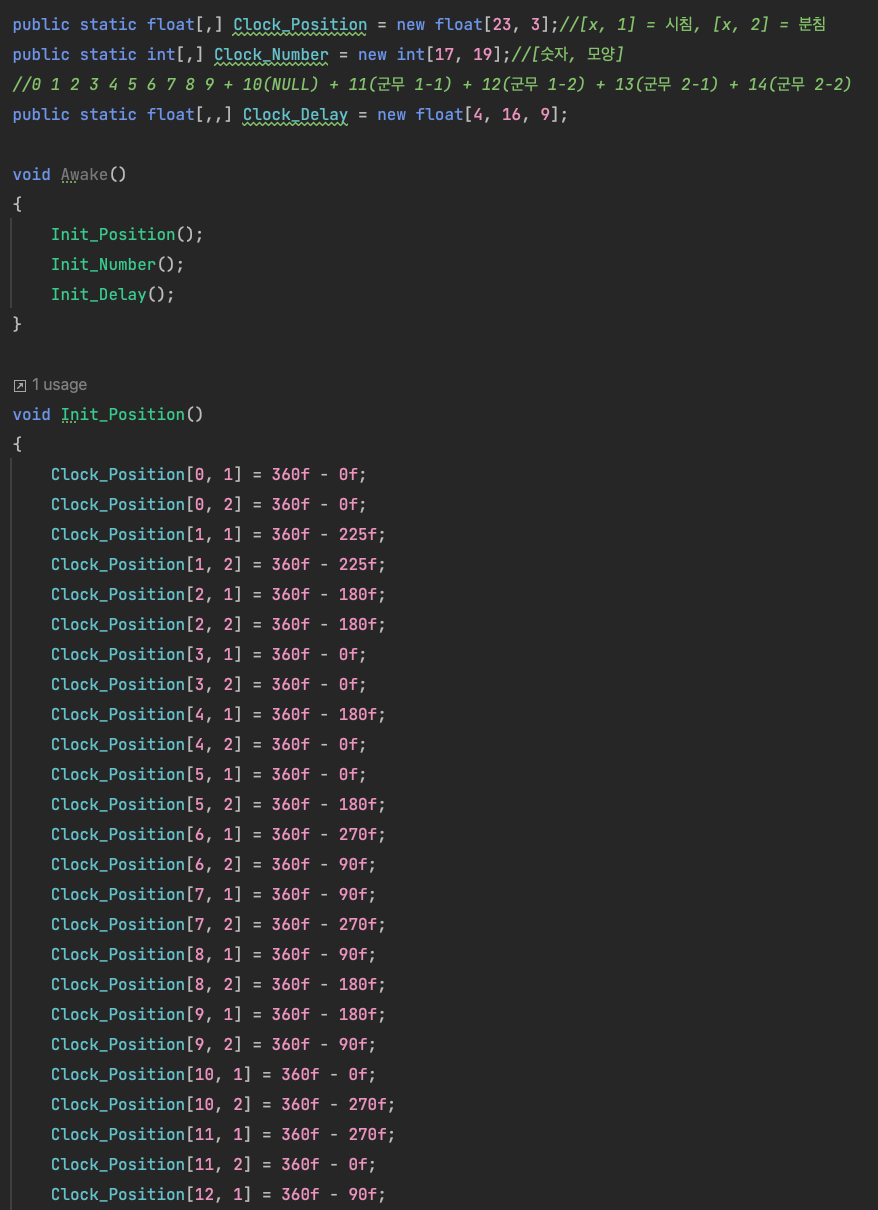 public static float[,] Clock_Position = new float[23, 3];//[x, 1] = 시침, [x, 2] = 분침
public static int[,] Clock_Number = new int[17, 19];//[숫자, 모양]
//0 1 2 3 4 5 6 7 8 9 + 10(NULL) + 11(군무 1-1) + 12(군무 1-2) + 13(군무 2-1) + 14(군무 2-2)
public static float[,,] Clock_Delay = new float[4, 16, 9];
void Awake()
{
Init_Position();
Init_Number();
Init_Delay();
}
1 usage
void Init_Position()
{
Clock_Position[0, 1] = 360f - 0f;
Clock_Position[0, 2] = 360f - 0f;
Clock_Position[1, 1] = 360f - 225f;
Clock_Position[1, 2] = 360f - 225f;
Clock_Position[2, 1] = 360f - 180f;
Clock_Position[2, 2] = 360f - 180f;
Clock_Position[3, 1] = 360f - 0f;
Clock_Position[3, 2] = 360f - 0f;
Clock_Position[4, 1] = 360f - 180f;
Clock_Position[4, 2] = 360f - 0f;
Clock_Position[5, 1] = 360f - 0f;
Clock_Position[5, 2] = 360f - 180f;
Clock_Position[6, 1] = 360f - 270f;
Clock_Position[6, 2] = 360f - 90f;
Clock_Position[7, 1] = 360f - 90f;
Clock_Position[7, 2] = 360f - 270f;
Clock_Position[8, 1] = 360f - 90f;
Clock_Position[8, 2] = 360f - 180f;
Clock_Position[9, 1] = 360f - 180f;
Clock_Position[9, 2] = 360f - 90f;
Clock_Position[10, 1] = 360f - 0f;
Clock_Position[10, 2] = 360f - 270f;
Clock_Position[11, 1] = 360f - 270f;
Clock_Position[11, 2] = 360f - 0f;
Clock_Position[12, 1] = 360f - 90f;